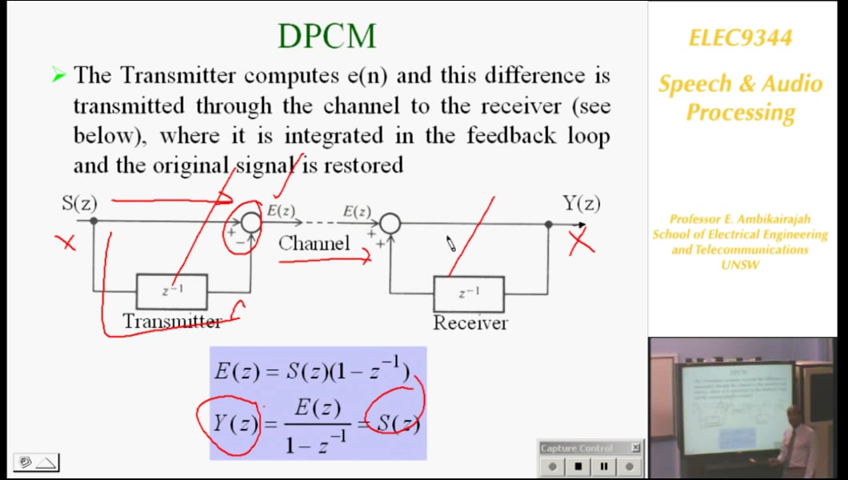 DPCM
The Transmitter computes e(n) and this difference is
transmitted through the channel to the receiver (see
below), where it is integrated in the feedback loop
and the original signal is restored
S(z)
E(z)
E(z)
Y(z)
+
−
Channel
+
+
z⁻¹
z⁻¹
Transmitter
Receiver
E(z) = S(z)(1 − z⁻¹)
Y(z) = E(z) / 1 − z⁻¹ = S(z)
ELEC9344
Speech & Audio
Processing
Professor E. Ambikairajah
School of Electrical Engineering
and Telecommunications
UNSW
Capture Control